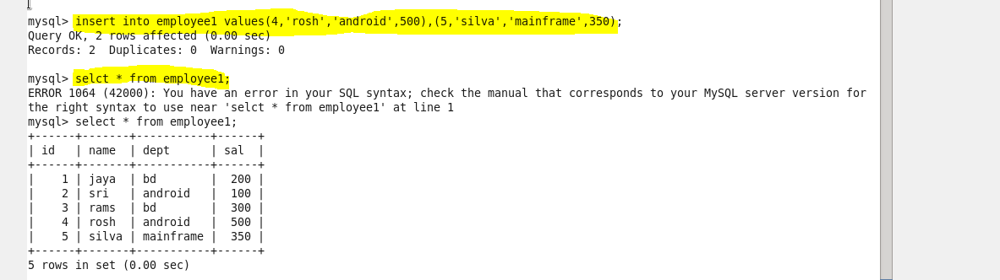 mysql> insert into employee1 values(4,'rosh','android',500),(5,'silva','mainframe',350);
Query OK, 2 rows affected (0.00 sec)
Records: 2  Duplicates: 0  Warnings: 0
mysql> selct * from employee1;
ERROR 1064 (42000): You have an error in your SQL syntax; check the manual that corresponds to your MySQL server version for
the right syntax to use near 'selct * from employee1' at line 1
mysql> select * from employee1;
+------+-------+-----------+------+
| id   | name  | dept      | sal  |
+------+-------+-----------+------+
|    1 | jaya  | bd        |  200 |
|    2 | sri   | android   |  100 |
|    3 | rams  | bd        |  300 |
|    4 | rosh  | android   |  500 |
|    5 | silva | mainframe |  350 |
+------+-------+-----------+------+
5 rows in set (0.00 sec)